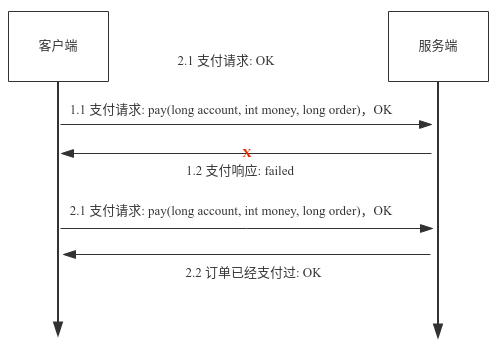 客户端
服务端
2.1 支付请求: OK
1.1 支付请求: pay(long account, int money, long order)，OK
X
1.2 支付响应: failed
2.1 支付请求: pay(long account, int money, long order)，OK
2.2 订单已经支付过: OK